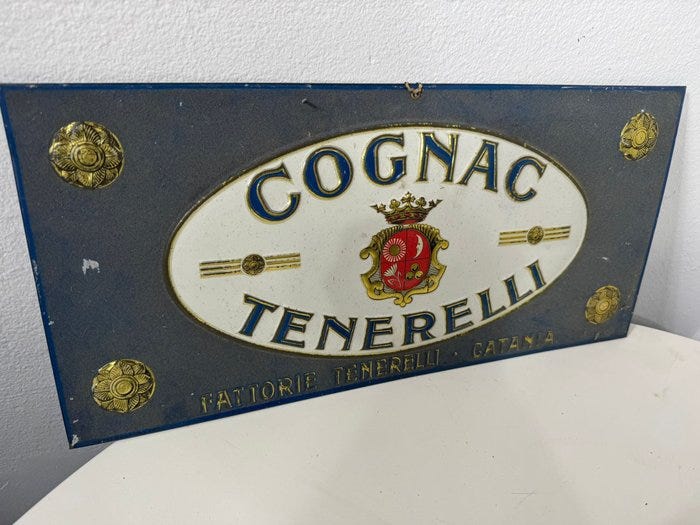 COGNAC
TENERELLI
FATTORIE TENERELLI · CATANIA